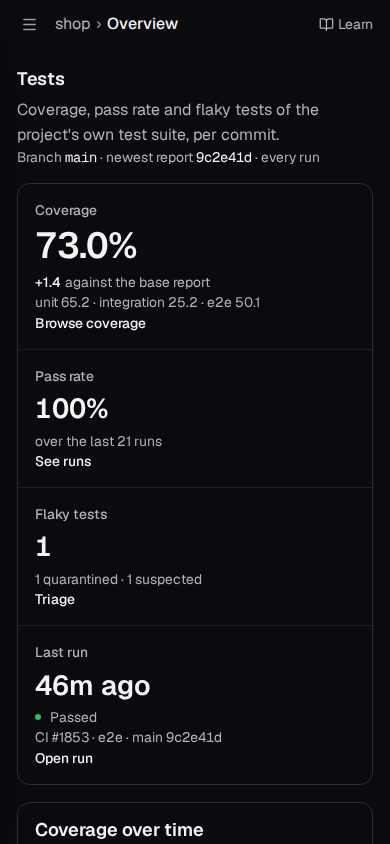 shop › Overview
Learn
Tests
Coverage, pass rate and flaky tests of the
project's own test suite, per commit.
Branch main · newest report 9c2e41d · every run
Coverage
73.0%
+1.4 against the base report
unit 65.2 · integration 25.2 · e2e 50.1
Browse coverage
Pass rate
100%
over the last 21 runs
See runs
Flaky tests
1
1 quarantined · 1 suspected
Triage
Last run
46m ago
Passed
CI #1853 · e2e · main 9c2e41d
Open run
Coverage over time